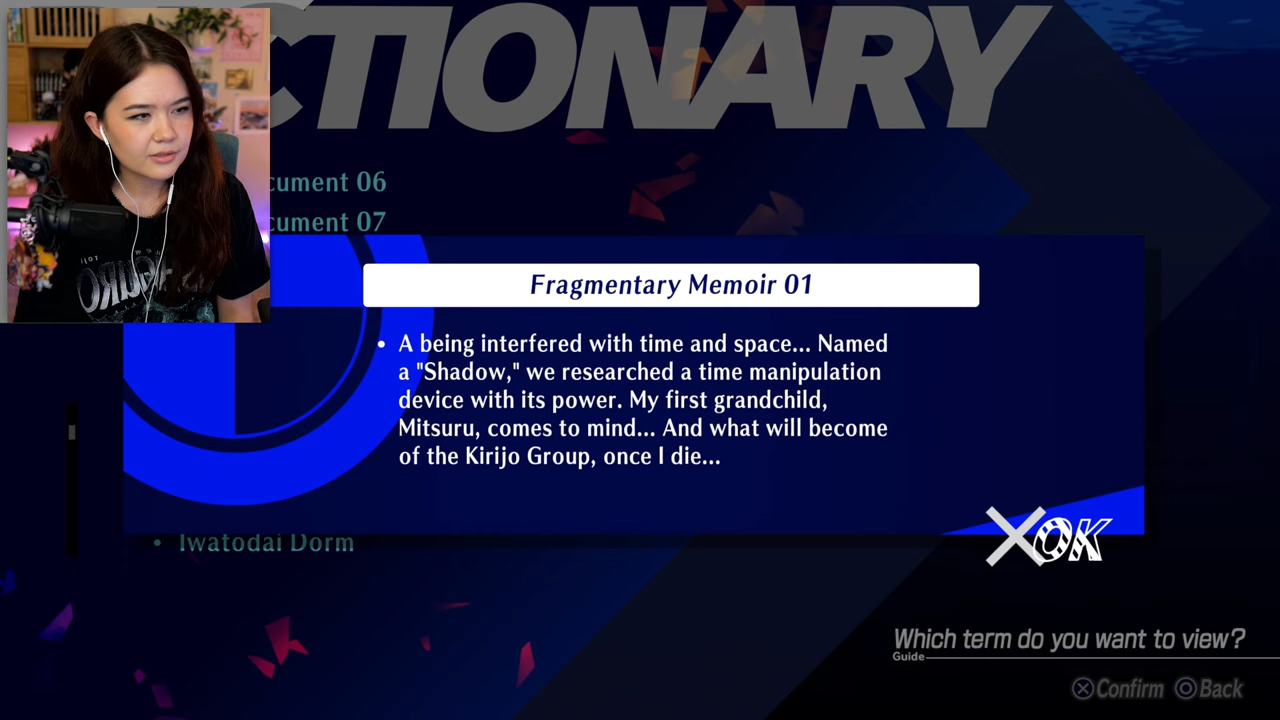 CTIONARY
cument 06
cument 07
Fragmentary Memoir 01
• A being interfered with time and space... Named
a "Shadow," we researched a time manipulation
device with its power. My first grandchild,
Mitsuru, comes to mind... And what will become
of the Kirijo Group, once I die...
OK
• Iwatodai Dorm
Which term do you want to view?
Guide
Confirm Back